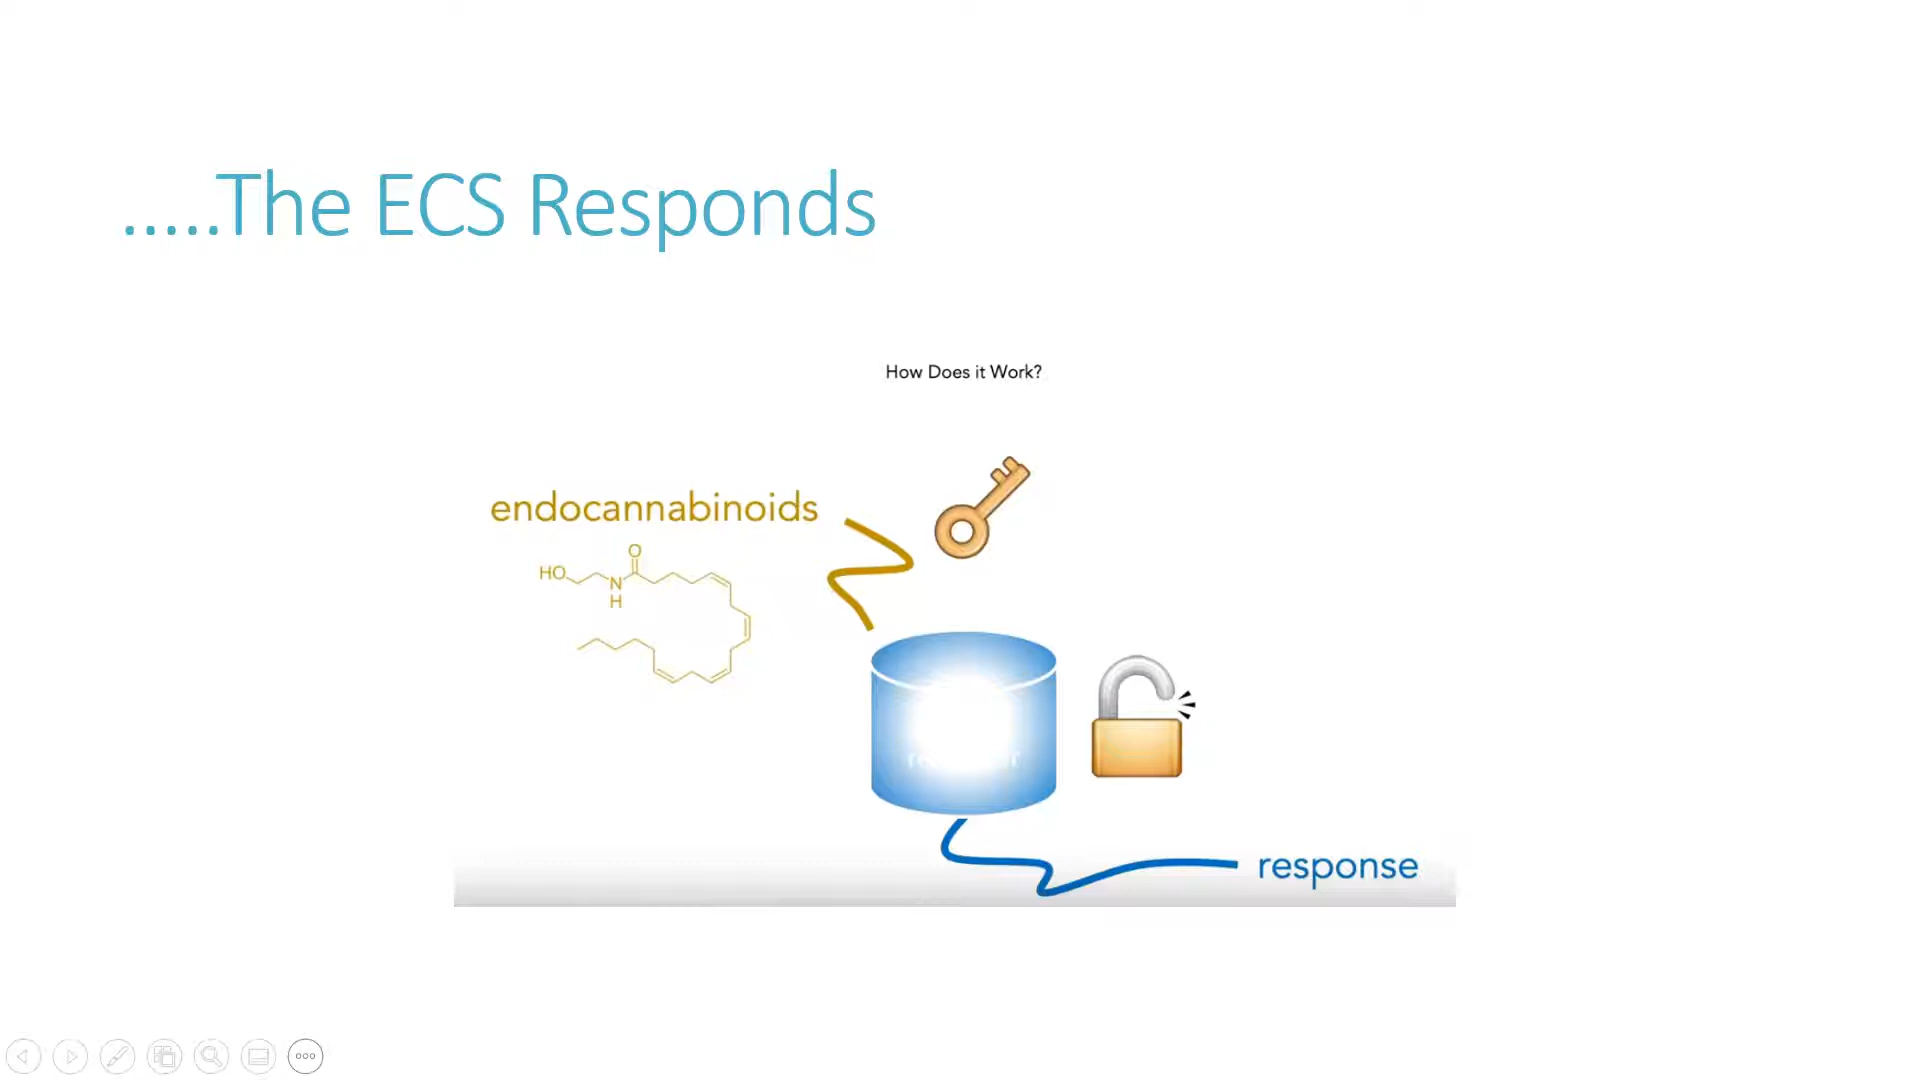 .....The ECS Responds
How Does it Work?
endocannabinoids
O
HO
N
H
response